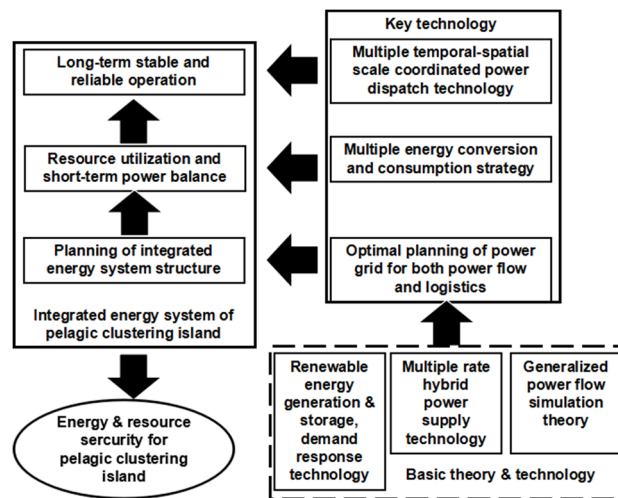 Long-term stable and
reliable operation
Resource utilization and
short-term power balance
Planning of integrated
energy system structure
Integrated energy system of
pelagic clustering island
Energy & resource
sercurity for
pelagic clustering
island
Key technology
Multiple temporal-spatial
scale coordinated power
dispatch technology
Multiple energy conversion
and consumption strategy
Optimal planning of power
grid for both power flow
and logistics
Renewable
energy
generation &
storage,
demand
response
technology
Multiple rate
hybrid
power
supply
technology
Generalized
power flow
simulation
theory
Basic theory & technology